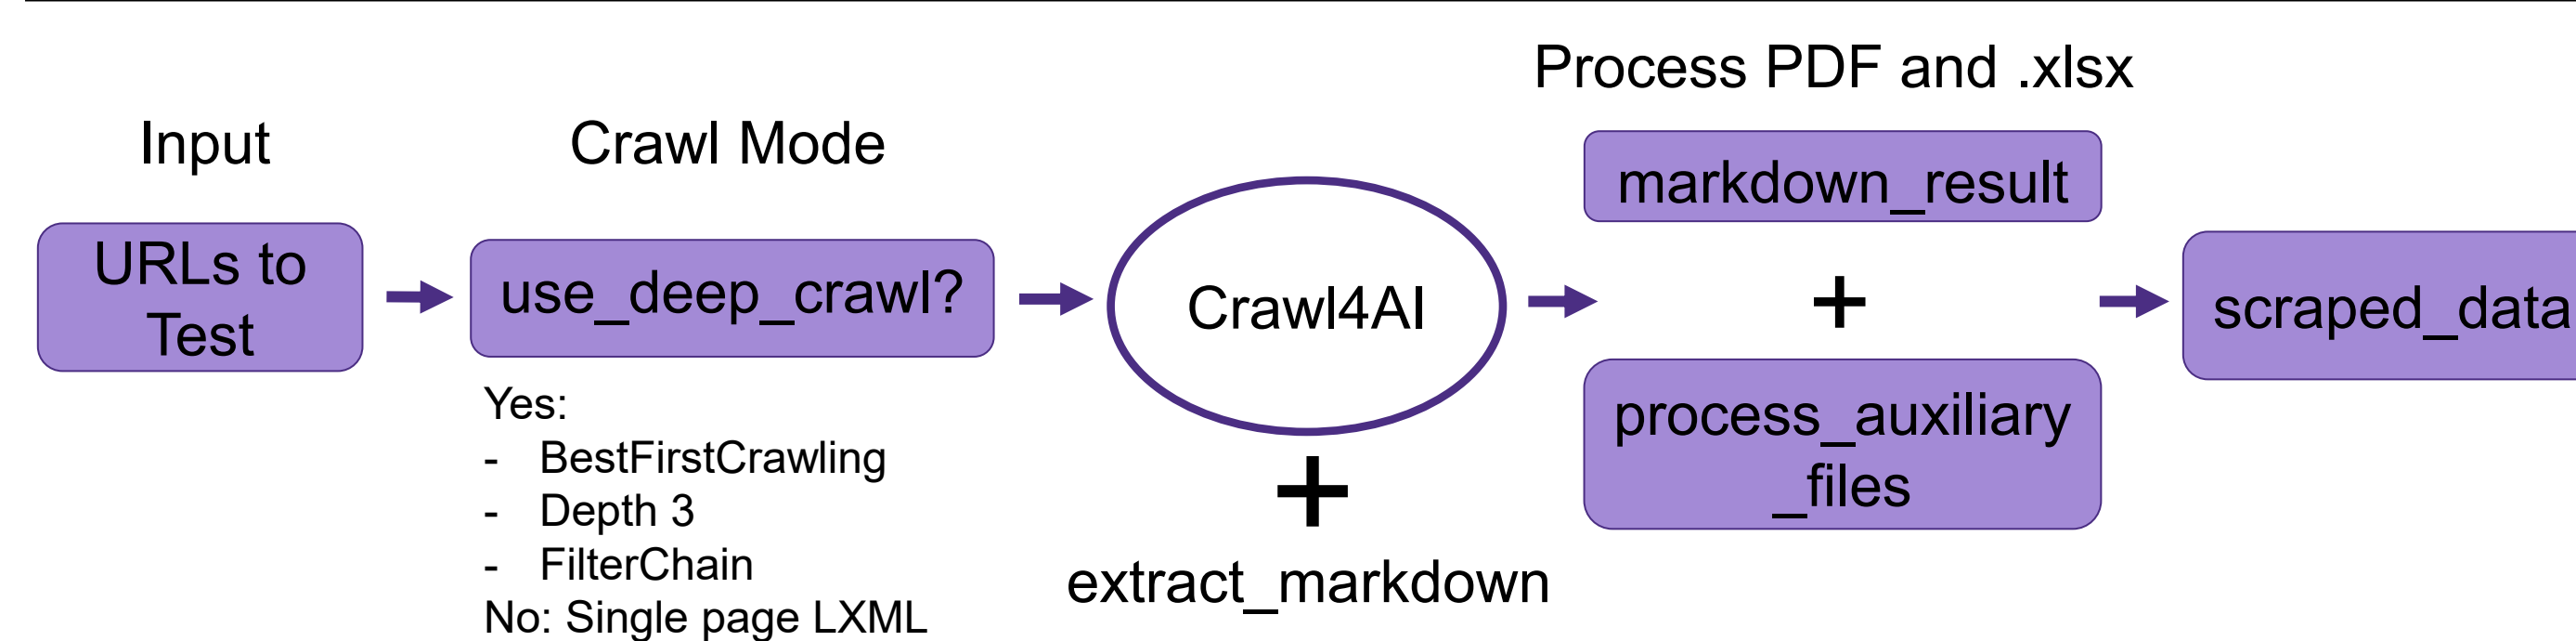 Input
URLs to
Test
Crawl Mode
use_deep_crawl?
Yes:
- BestFirstCrawling
- Depth 3
- FilterChain
No: Single page LXML
Crawl4AI
+
extract_markdown
Process PDF and .xlsx
markdown_result
+
process_auxiliary
_files
scraped_data